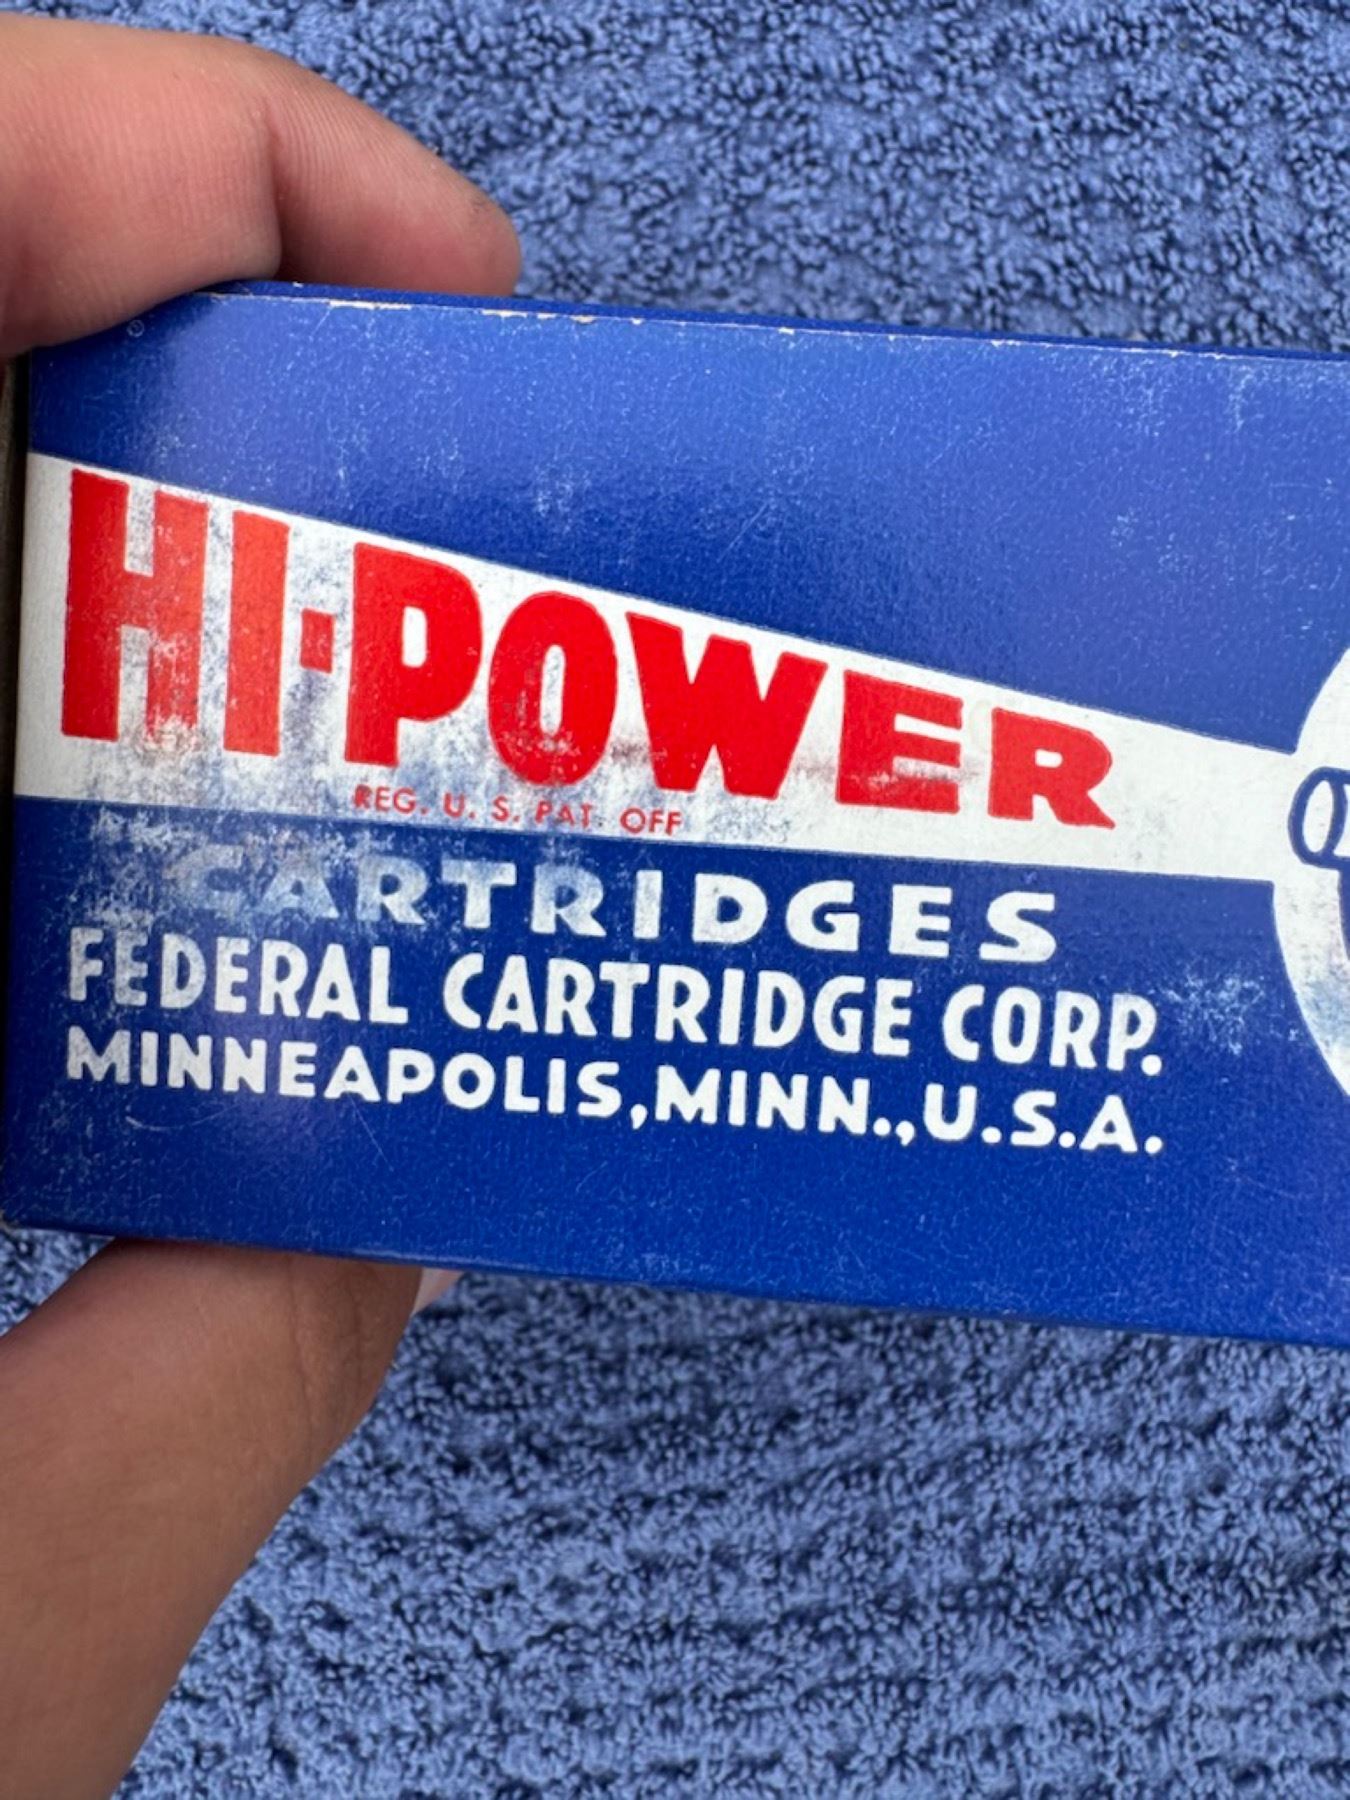 HI-POWER
REG. U. S. PAT. OFF
CARTRIDGES
FEDERAL CARTRIDGE CORP.
MINNEAPOLIS, MINN., U.S.A.